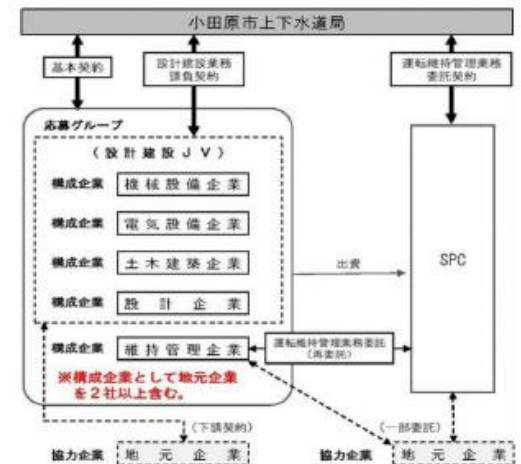 小田原市上下水道局
基本契約
設計建設業務
請負契約
運転維持管理業務
委託契約
応募グループ
(設計建設JV)
構成企業 機械設備企業
構成企業 電気設備企業
構成企業 土木建築企業
構成企業 設計企業
構成企業 維持管理企業
※構成企業として地元企業
を2社以上含む。
出資
SPC
運転維持管理業務委託
(再委託)
(下請契約)
(一部委託)
協力企業 地元企業
協力企業 地元企業